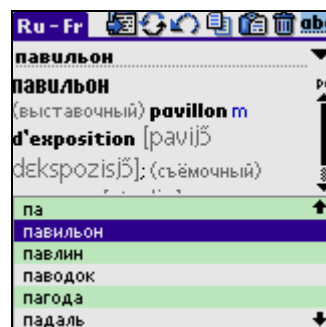 Ru-Fr
павильон
павильон
(выставочный) pavillon m
d'exposition [pavijɔ̃
dɛkspozisjɔ̃]; (съёмочный)
па
павильон
павлин
паводок
пагода
падаль